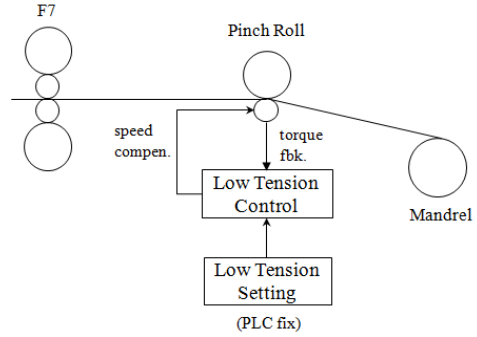 F7
Pinch Roll
speed
compen.
torque
fbk.
Low Tension
Control
Mandrel
Low Tension
Setting
(PLC fix)